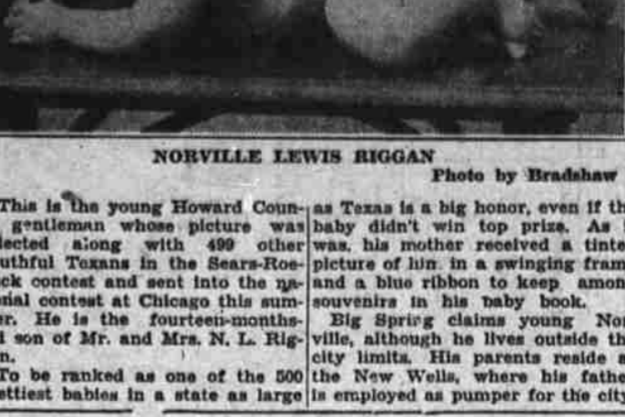 NORVILLE LEWIS RIGGAN
Photo by Bradshaw
This is the young Howard Coun-
gentleman whose picture was
lected along with 499 other
uthful Texans in the Sears-Roe-
ck contest and sent into the na-
onal contest at Chicago this sum-
er. He is the fourteen-months-
son of Mr. and Mrs. N. L. Rig-
n.
To be ranked as one of the 500
ettiest babies in a state as large
as Texas is a big honor, even if th
baby didn't win top prize. As i
was, his mother received a tinte
picture of him in a swinging fram
and a blue ribbon to keep amon
souvenirs in his baby book.
Big Spring claims young Nor
ville, although he lives outside th
city limits. His parents reside a
the New Wells, where his fathe
is employed as pumper for the city